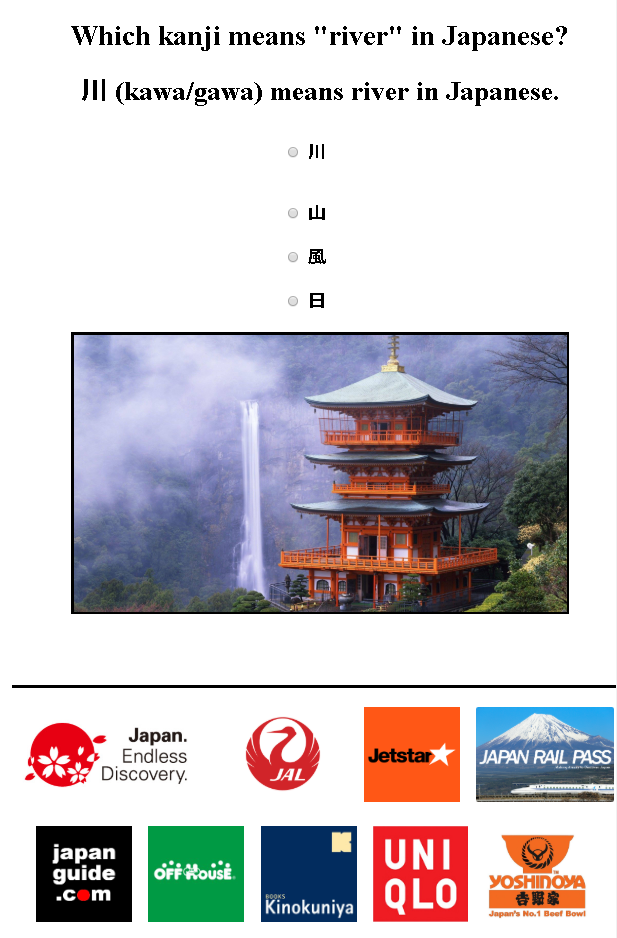 Which kanji means "river" in Japanese?
川 (kawa/gawa) means river in Japanese.
川
山
風
日
Japan.
Endless
Discovery.
JAL
Jetstar
JAPAN RAIL PASS
japan
guide
.com
OFF HOUSE
BOOKS
Kinokuniya
UNI
QLO
YOSHINOYA
吉野家
Japan's No.1 Beef Bowl